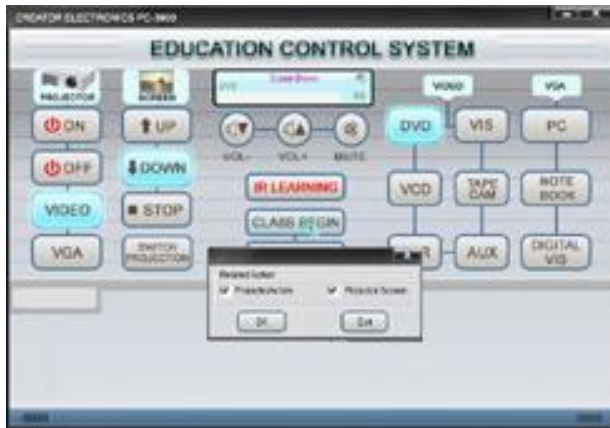 CREATOR ELECTRONICS PC-3900
EDUCATION CONTROL SYSTEM
PROJECTOR
SCREEN
VIDEO
VGA
ON
UP
DVD
VIS
PC
VOL-
VOL+
MUTE
OFF
DOWN
IR LEARNING
VCD
TAPE CAM
NOTE BOOK
VIDEO
STOP
CLASS BEGIN
VGA
SWITCH PROJECTION
AUX
DIGITAL VIS
Related Action
Exit